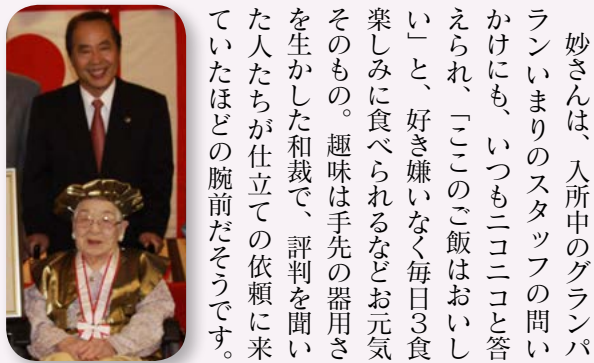 妙さんは、入所中のグランパ
ランいまりのスタッフの問い
かけにも、いつもニコニコと答
えられ、「ここのご飯はおいし
い」と、好き嫌いなく毎日３食
楽しみに食べられるなどお元気
そのもの。趣味は手先の器用さ
を生かした和裁で、評判を聞い
た人たちが仕立ての依頼に来
ていたほどの腕前だそうです。